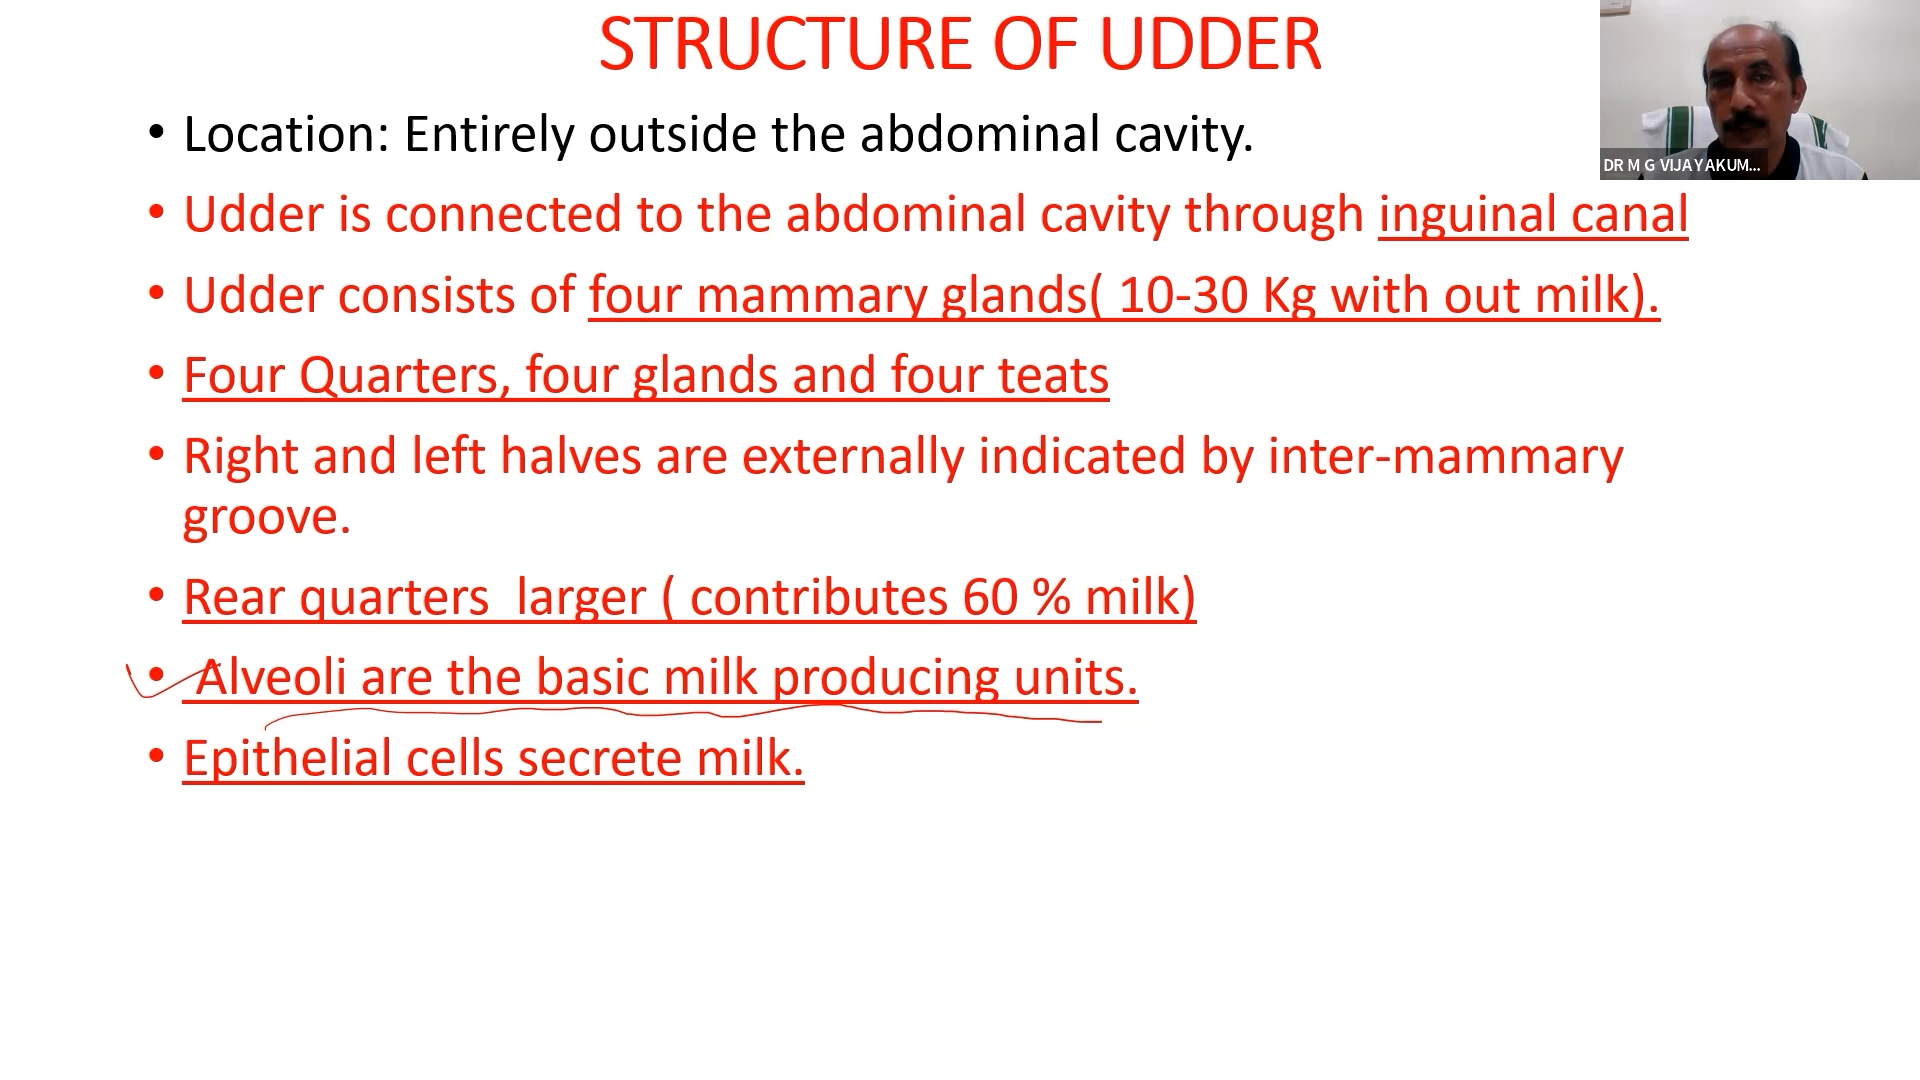 STRUCTURE OF UDDER
• Location: Entirely outside the abdominal cavity.
• Udder is connected to the abdominal cavity through inguinal canal
• Udder consists of four mammary glands( 10-30 Kg with out milk).
• Four Quarters, four glands and four teats
• Right and left halves are externally indicated by inter-mammary
groove.
• Rear quarters  larger ( contributes 60 % milk)
• Alveoli are the basic milk producing units.
• Epithelial cells secrete milk.
DR M G VIJAYAKUM...